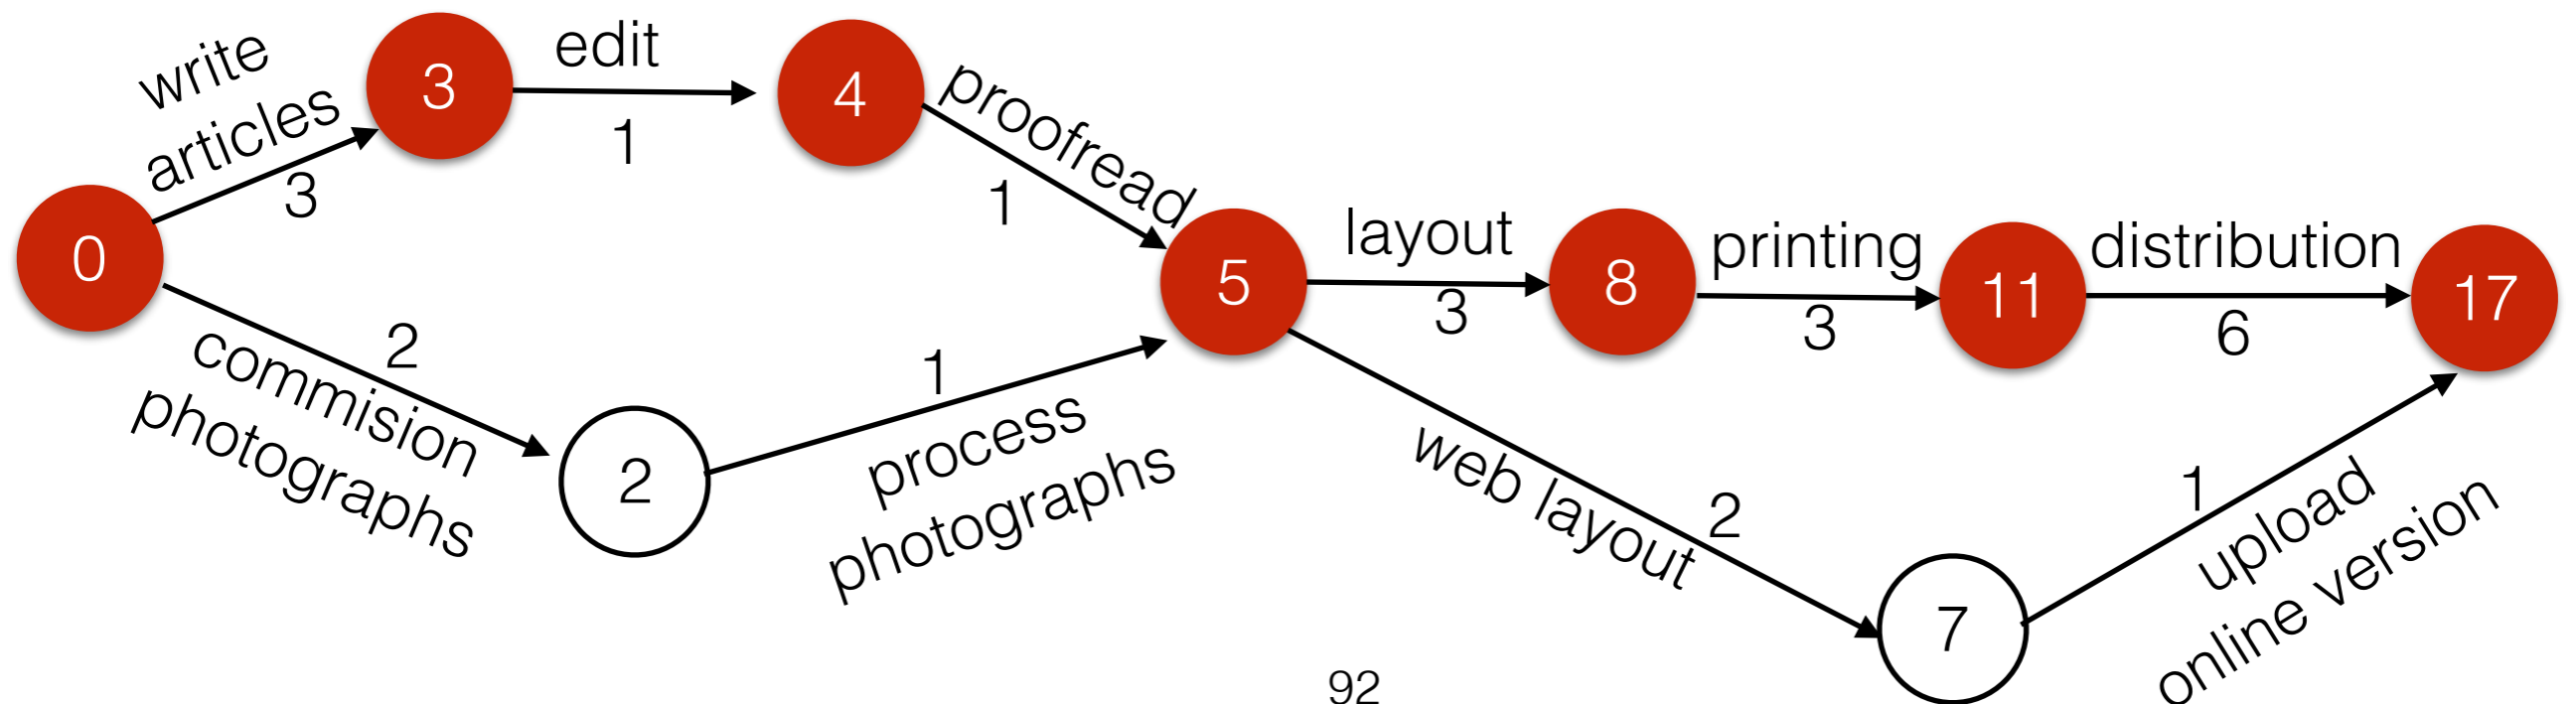 write
articles
3
0
3
edit
1
4
proofread
1
2
commision
photographs
2
1
process
photographs
5
layout
3
8
printing
3
11
distribution
6
17
web layout
2
7
1
upload
online version
92